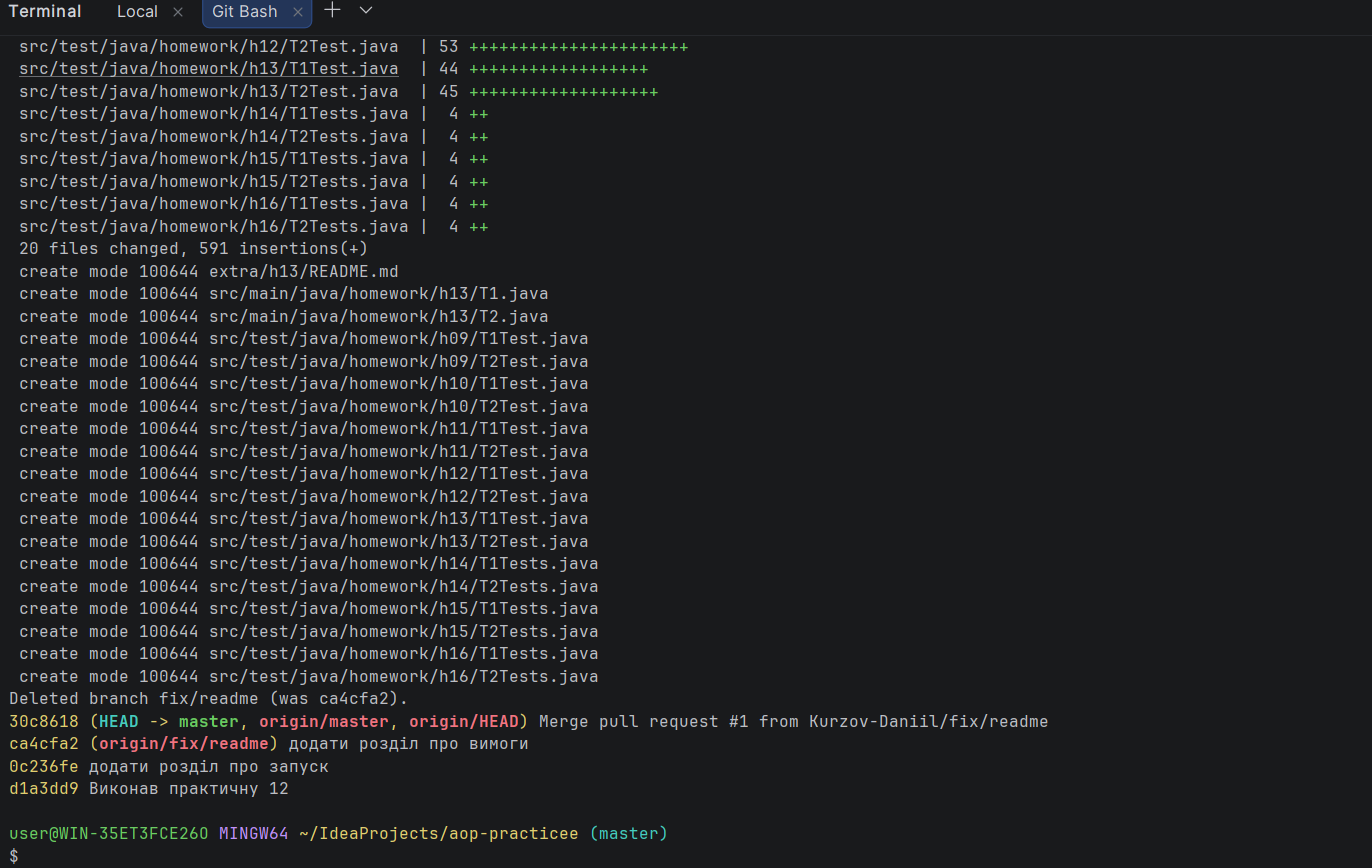 Terminal Local × Git Bash × + 
src/test/java/homework/h12/T2Test.java | 53 ++++++++++++++++++++++
src/test/java/homework/h13/T1Test.java | 44 ++++++++++++++++++
src/test/java/homework/h13/T2Test.java | 45 +++++++++++++++++++
src/test/java/homework/h14/T1Tests.java | 4 ++
src/test/java/homework/h14/T2Tests.java | 4 ++
src/test/java/homework/h15/T1Tests.java | 4 ++
src/test/java/homework/h15/T2Tests.java | 4 ++
src/test/java/homework/h16/T1Tests.java | 4 ++
src/test/java/homework/h16/T2Tests.java | 4 ++
20 files changed, 591 insertions(+)
create mode 100644 extra/h13/README.md
create mode 100644 src/main/java/homework/h13/T1.java
create mode 100644 src/main/java/homework/h13/T2.java
create mode 100644 src/test/java/homework/h09/T1Test.java
create mode 100644 src/test/java/homework/h09/T2Test.java
create mode 100644 src/test/java/homework/h10/T1Test.java
create mode 100644 src/test/java/homework/h10/T2Test.java
create mode 100644 src/test/java/homework/h11/T1Test.java
create mode 100644 src/test/java/homework/h11/T2Test.java
create mode 100644 src/test/java/homework/h12/T1Test.java
create mode 100644 src/test/java/homework/h12/T2Test.java
create mode 100644 src/test/java/homework/h13/T1Test.java
create mode 100644 src/test/java/homework/h13/T2Test.java
create mode 100644 src/test/java/homework/h14/T1Tests.java
create mode 100644 src/test/java/homework/h14/T2Tests.java
create mode 100644 src/test/java/homework/h15/T1Tests.java
create mode 100644 src/test/java/homework/h15/T2Tests.java
create mode 100644 src/test/java/homework/h16/T1Tests.java
create mode 100644 src/test/java/homework/h16/T2Tests.java
Deleted branch fix/readme (was ca4cfa2).
30c8618 (HEAD -> master, origin/master, origin/HEAD) Merge pull request #1 from Kurzov-Daniil/fix/readme
ca4cfa2 (origin/fix/readme) додати розділ про вимоги
0c236fe додати розділ про запуск
d1a3dd9 Виконав практичну 12
user@WIN-35ET3FCE26O MINGW64 ~/IdeaProjects/aop-practicee (master)
$